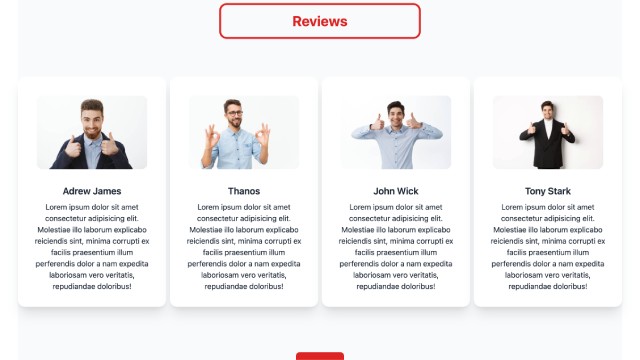 Reviews
Adrew James
Lorem ipsum dolor sit amet
consectetur adipisicing elit.
Molestiae illo laborum explicabo
reiciendis sint, minima corrupti ex
facilis praesentium illum
perferendis dolor a nam expedita
laboriosam vero veritatis,
repudiandae doloribus!
Thanos
Lorem ipsum dolor sit amet
consectetur adipisicing elit.
Molestiae illo laborum explicabo
reiciendis sint, minima corrupti ex
facilis praesentium illum
perferendis dolor a nam expedita
laboriosam vero veritatis,
repudiandae doloribus!
John Wick
Lorem ipsum dolor sit amet
consectetur adipisicing elit.
Molestiae illo laborum explicabo
reiciendis sint, minima corrupti ex
facilis praesentium illum
perferendis dolor a nam expedita
laboriosam vero veritatis,
repudiandae doloribus!
Tony Stark
Lorem ipsum dolor sit amet
consectetur adipisicing elit.
Molestiae illo laborum explicabo
reiciendis sint, minima corrupti ex
facilis praesentium illum
perferendis dolor a nam expedita
laboriosam vero veritatis,
repudiandae doloribus!